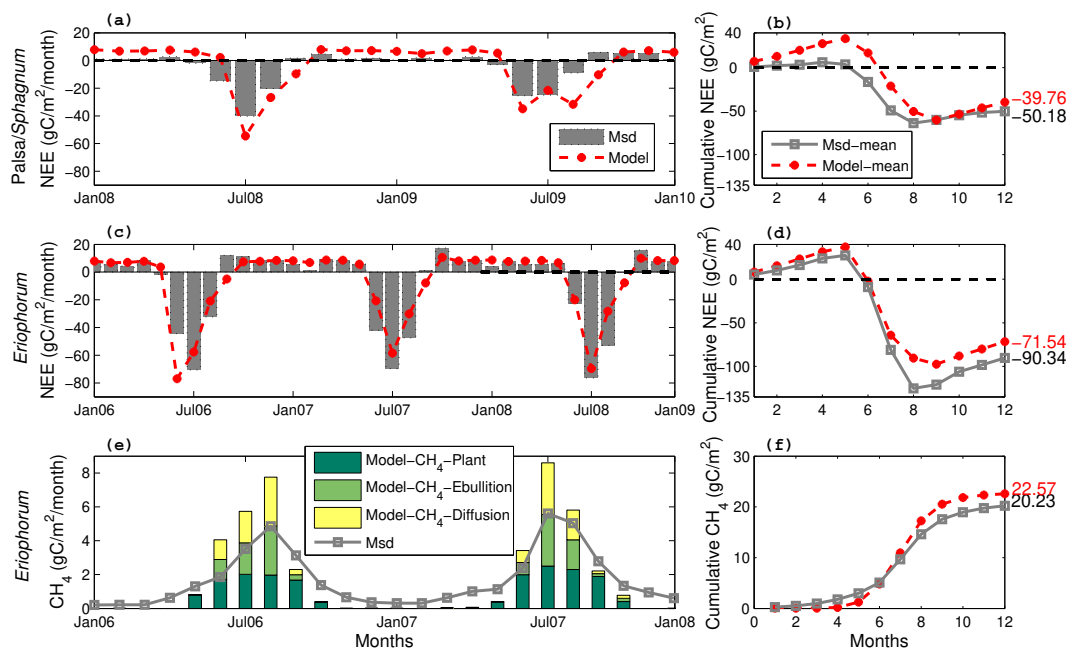 (a)
Palsa/Sphagnum
NEE (gC/m²/month)
20
0
−20
−40
−60
−80
Jan08
Jul08
Jan09
Jul09
Jan10
Msd
Model
(b)
Cumulative NEE (gC/m²)
40
0
−50
−100
−135
2
4
6
8
10
12
−39.76
−50.18
Msd−mean
Model−mean
(c)
Eriophorum
NEE (gC/m²/month)
20
0
−20
−40
−60
−80
Jan06
Jul06
Jan07
Jul07
Jan08
Jul08
Jan09
(d)
Cumulative NEE (gC/m²)
40
0
−50
−100
−135
2
4
6
8
10
12
−71.54
−90.34
(e)
Eriophorum
CH₄ (gC/m²/month)
8
6
4
2
0
Jan06
Jul06
Jan07
Jul07
Jan08
Months
Model−CH₄−Plant
Model−CH₄−Ebullition
Model−CH₄−Diffusion
Msd
(f)
Cumulative CH₄ (gC/m²)
30
20
10
0
0
2
4
6
8
10
12
Months
22.57
20.23